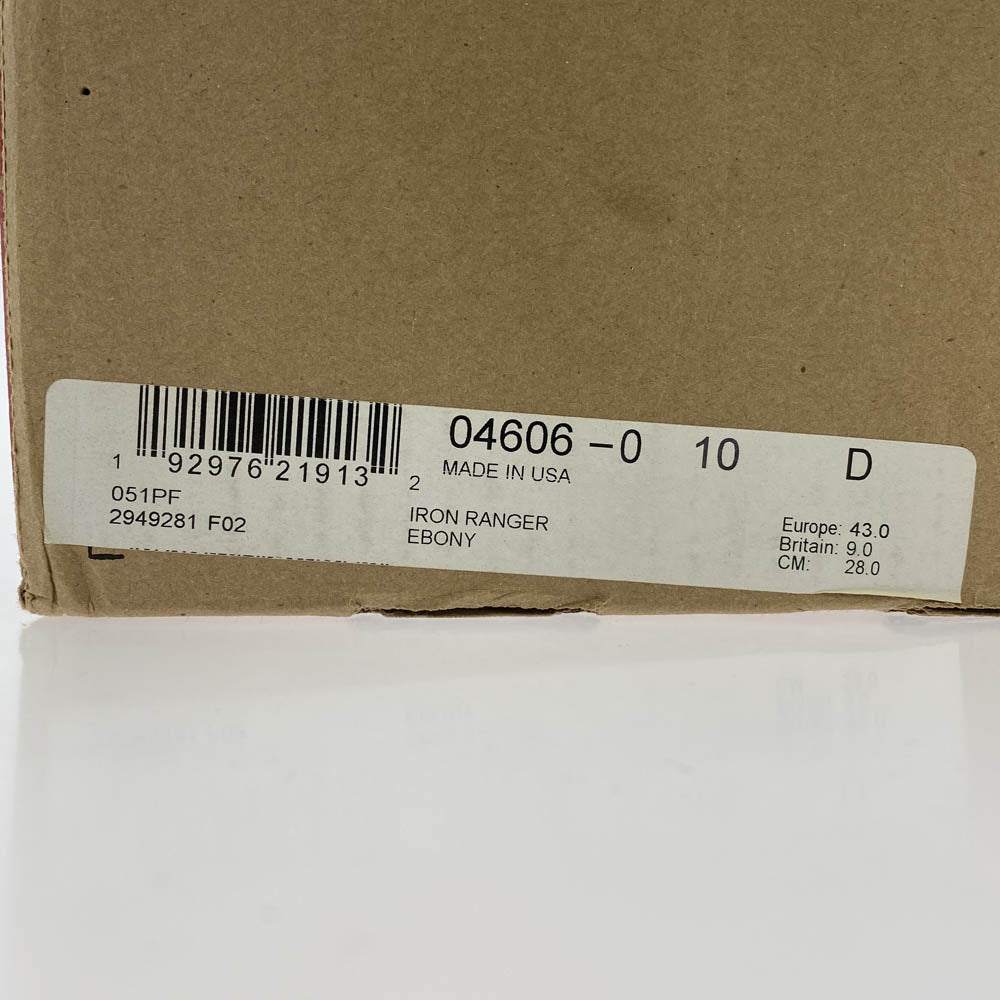 1 92976 21913 2
051PF
2949281 F02
04606 -0 10 D
MADE IN USA
IRON RANGER
EBONY
Europe: 43.0
Britain: 9.0
CM: 28.0